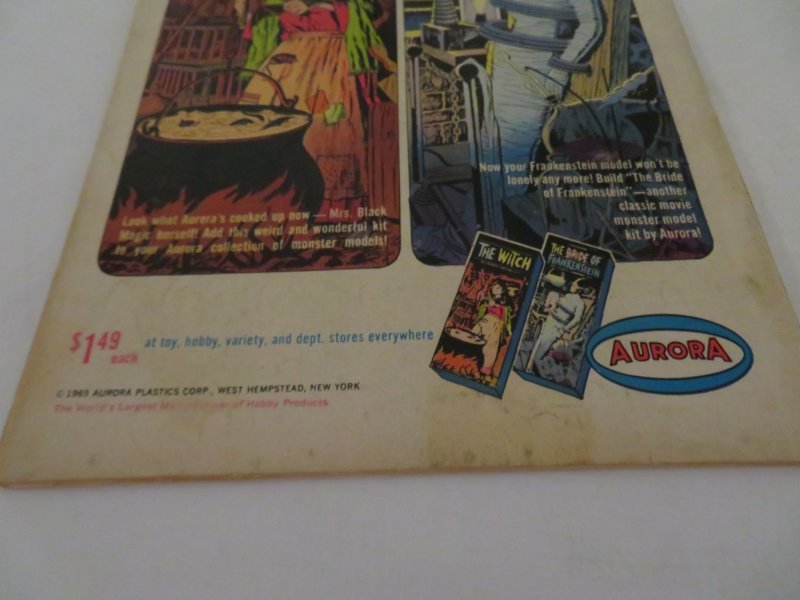 Look what Aurora's cooked up now — Mrs. Black
Magic herself! Add this weird and wonderful kit
to your Aurora collection of monster models!
Now your Frankenstein model won't be
lonely any more! Build "The Bride
of Frankenstein"—another
classic movie
monster model
kit by Aurora!
THE WITCH
THE BRIDE OF
FRANKENSTEIN
$1.49
each
at toy, hobby, variety, and dept. stores everywhere
AURORA
© 1965 AURORA PLASTICS CORP., WEST HEMPSTEAD, NEW YORK
The World's Largest of Hobby Products